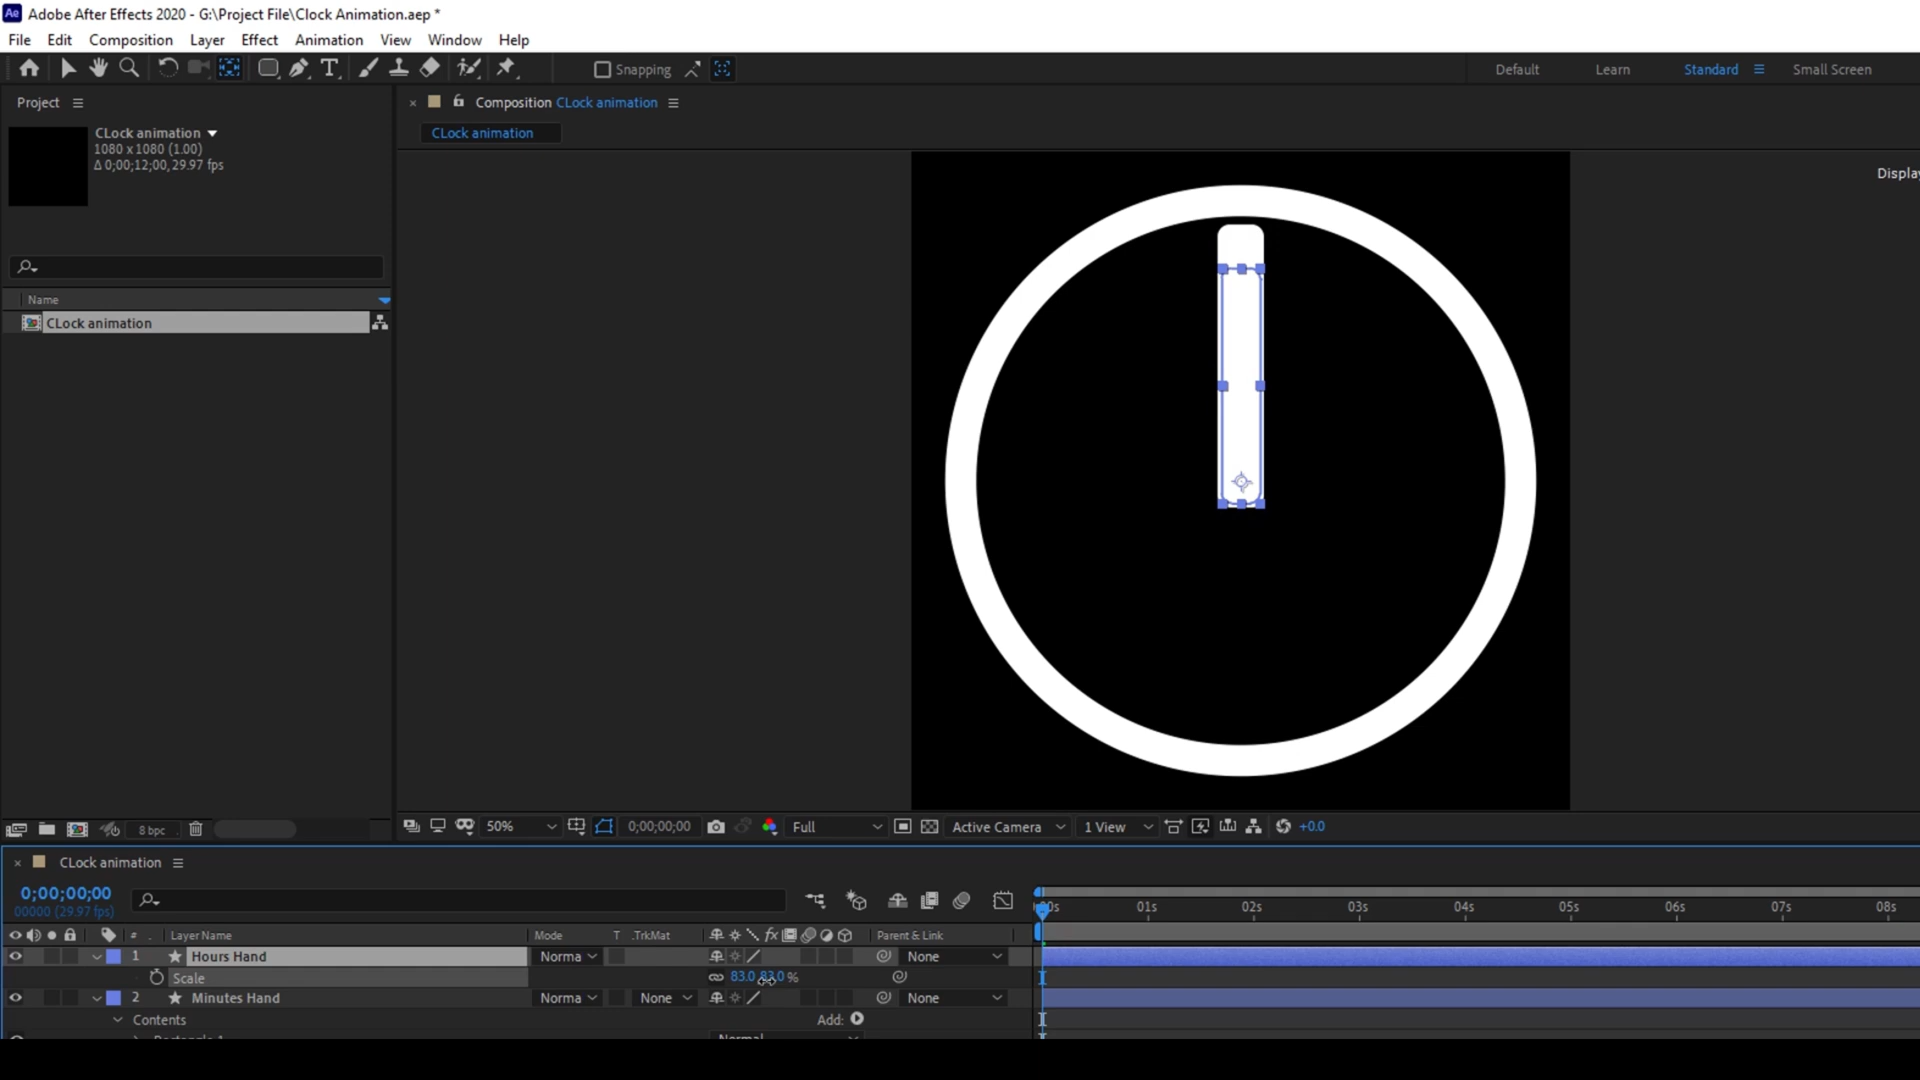 Adobe After Effects 2020 - G:\Project File\Clock Animation.aep *
File Edit Composition Layer Effect Animation View Window Help
Snapping
Default Learn Standard Small Screen
Project
Composition CLock animation
CLock animation
CLock animation
1080 x 1080 (1.00)
Δ 0;00;12;00, 29.97 fps
Name
CLock animation
8 bpc
50% 0;00;00;00 Full Active Camera 1 View +0.0
CLock animation
0;00;00;00
00000 (29.97 fps)
01s 02s 03s 04s 05s 06s 07s 08s
# . Layer Name Mode T .TrkMat Parent & Link
1 Hours Hand Norma None
Scale 83.0, 83.0 %
2 Minutes Hand Norma None None
Contents Add: